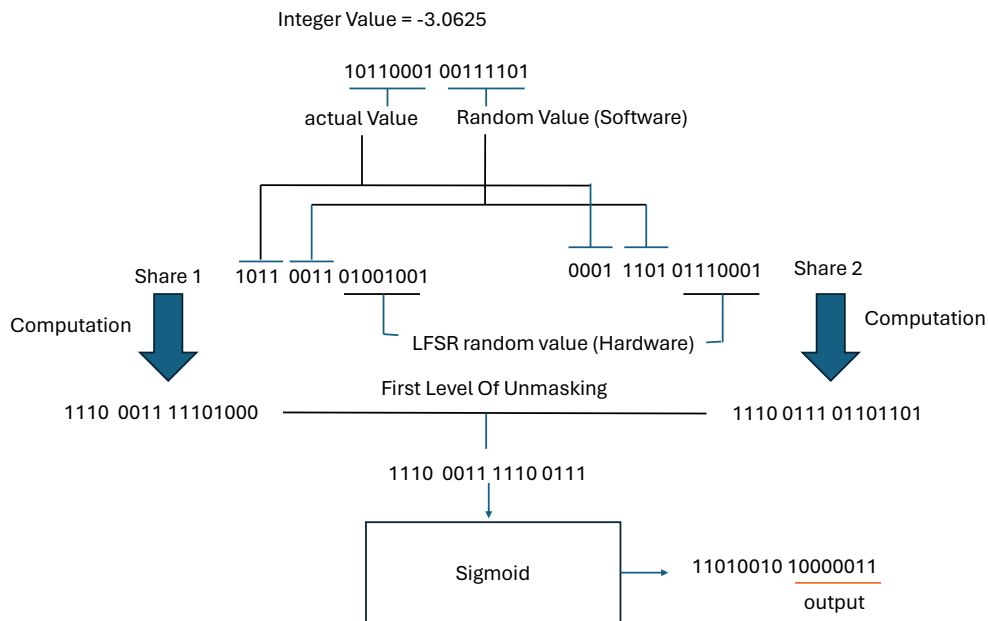 Integer Value = -3.0625
10110001 00111101
actual Value
Random Value (Software)
Share 1
1011 0011 01001001
0001 1101 01110001
Share 2
Computation
Computation
LFSR random value (Hardware)
First Level Of Unmasking
1110 0011 11101000
1110 0111 01101101
1110 0011 1110 0111
Sigmoid
11010010 10000011
output